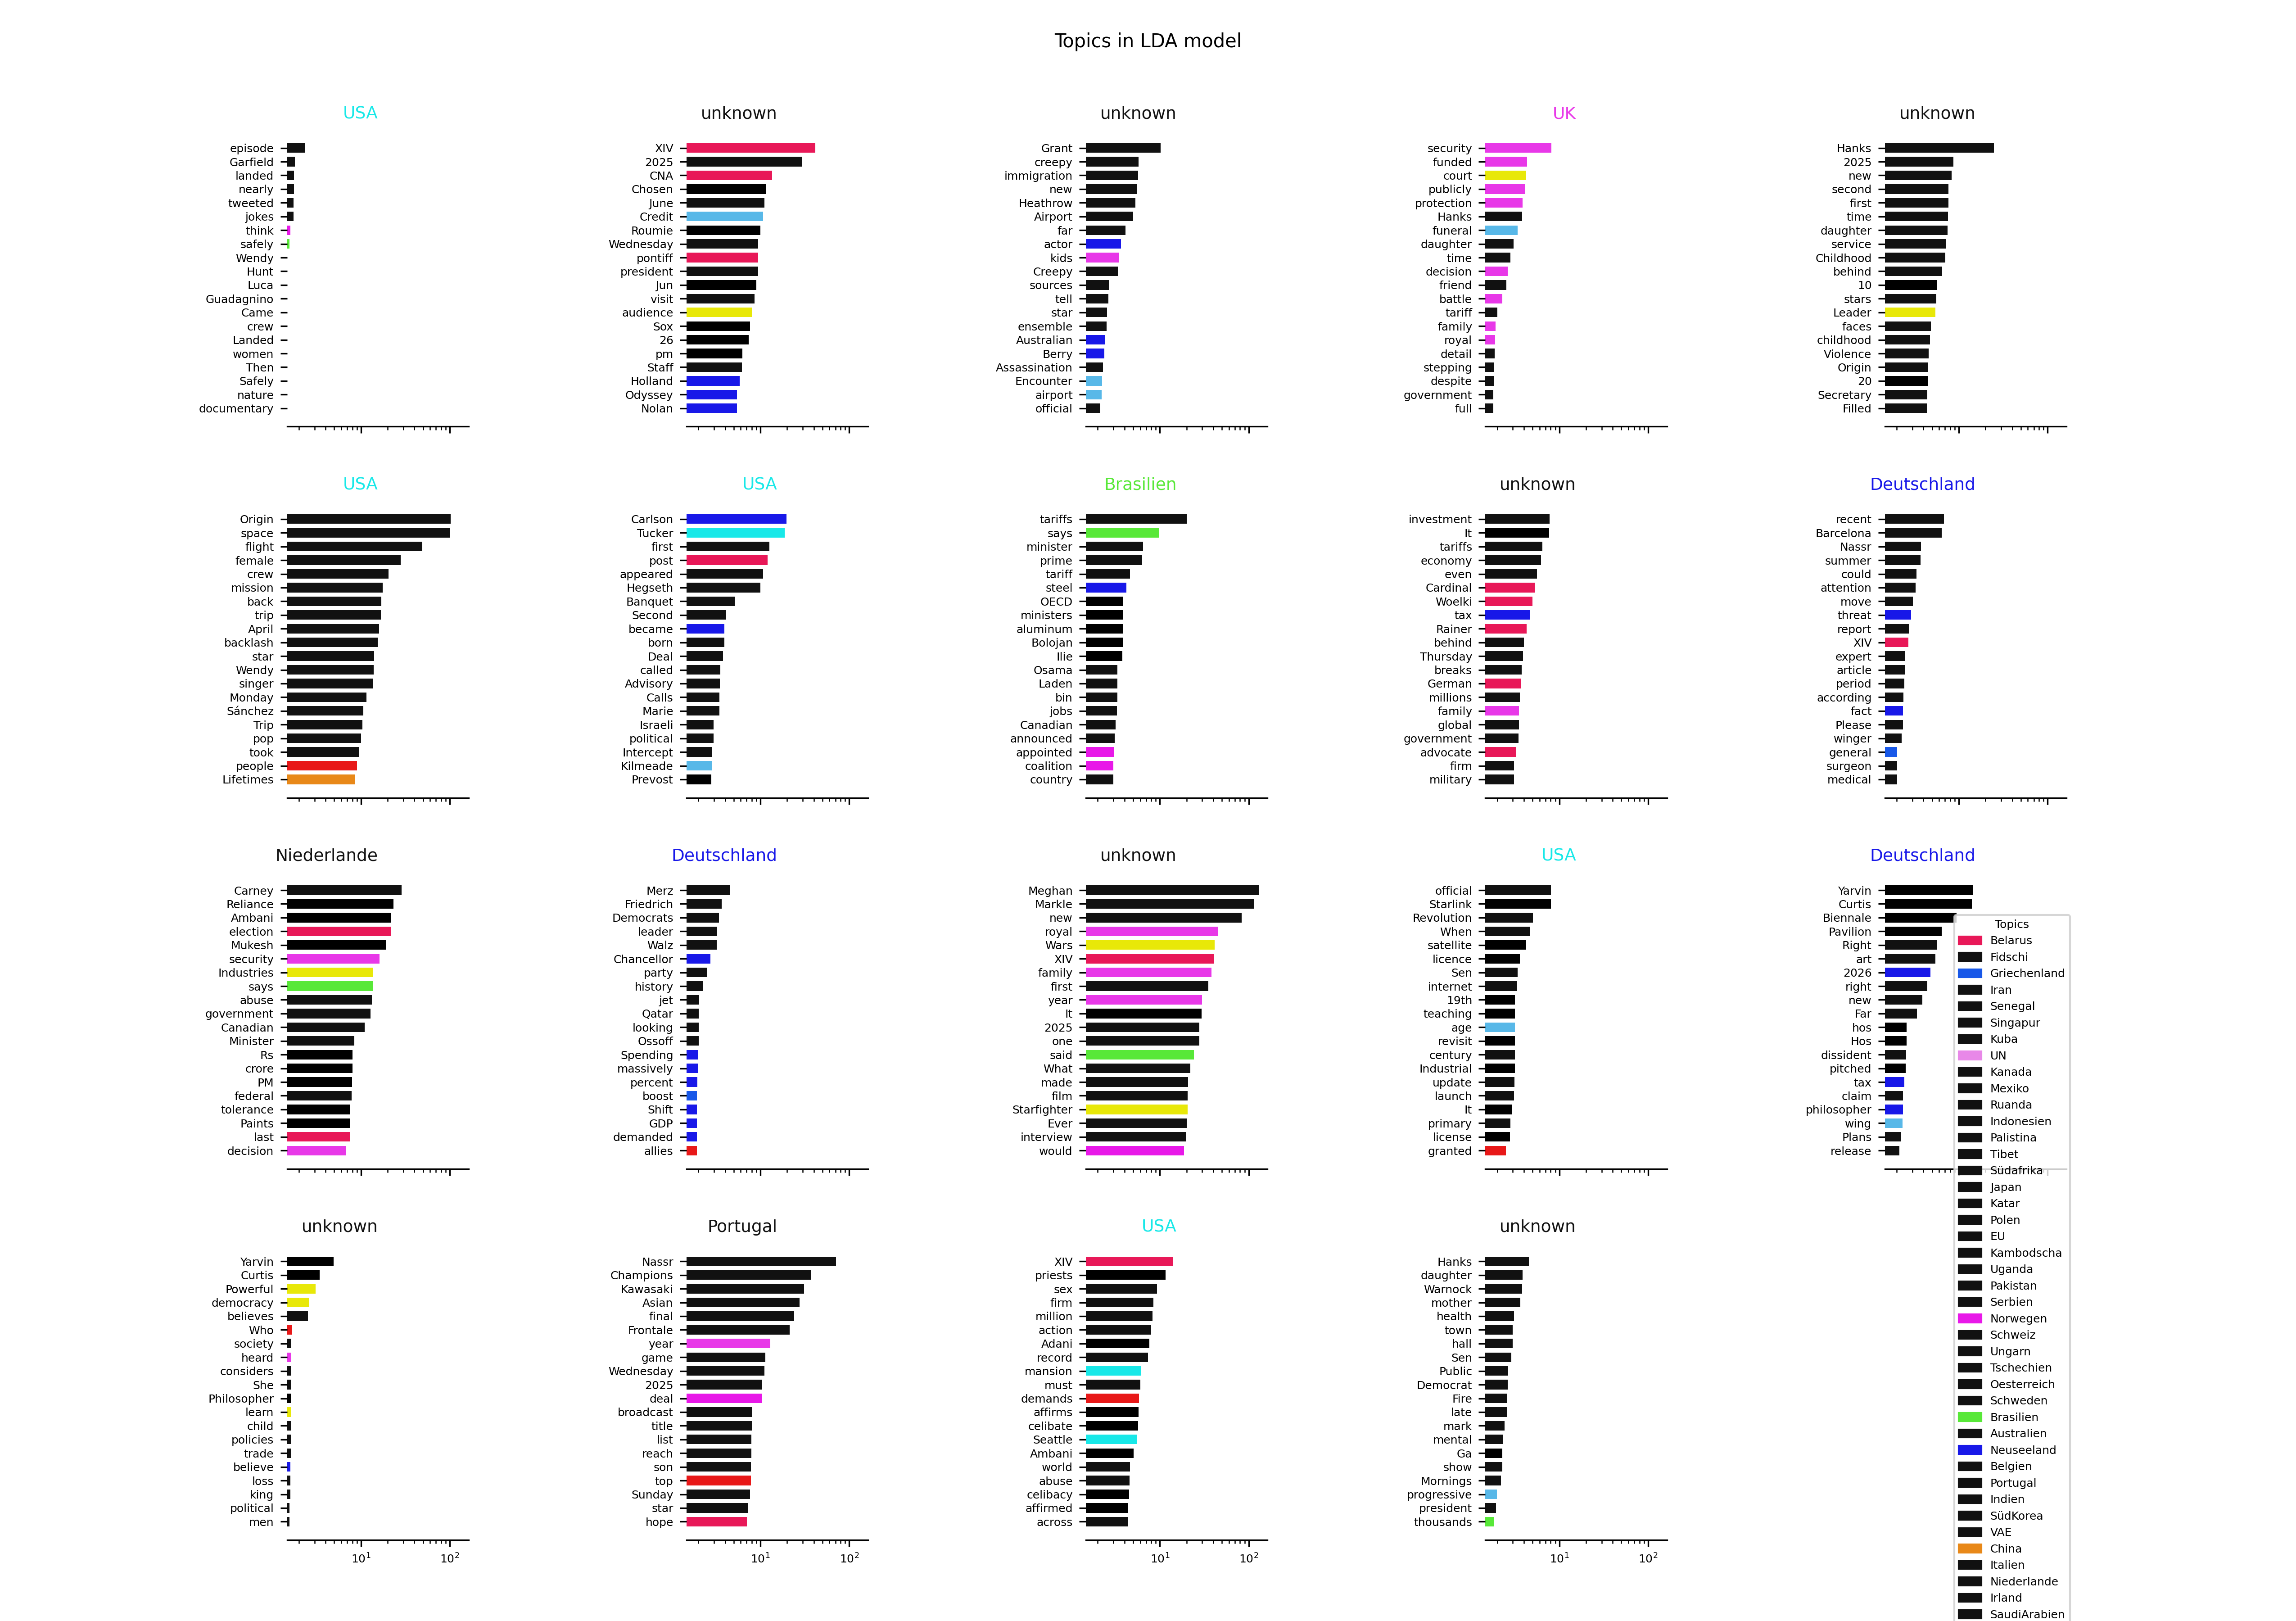 Topics in LDA model
USA
episode
Garfield
landed
nearly
tweeted
jokes
think
safely
Wendy
Hunt
Luca
Guadagnino
Came
crew
Landed
women
Then
Safely
nature
documentary
unknown
XIV
2025
CNA
Chosen
June
Credit
Roumie
Wednesday
pontiff
president
Jun
visit
audience
Sox
26
pm
Staff
Holland
Odyssey
Nolan
unknown
Grant
creepy
immigration
new
Heathrow
Airport
far
actor
kids
Creepy
sources
tell
star
ensemble
Australian
Berry
Assassination
Encounter
airport
official
UK
security
funded
court
publicly
protection
Hanks
funeral
daughter
time
decision
friend
battle
tariff
family
royal
detail
stepping
despite
government
full
unknown
Hanks
2025
new
second
first
time
daughter
service
Childhood
behind
10
stars
Leader
faces
childhood
Violence
Origin
20
Secretary
Filled
USA
Origin
space
flight
female
crew
mission
back
trip
April
backlash
star
Wendy
singer
Monday
Sánchez
Trip
pop
took
people
Lifetimes
USA
Carlson
Tucker
first
post
appeared
Hegseth
Banquet
Second
became
born
Deal
called
Advisory
Calls
Marie
Israeli
political
Intercept
Kilmeade
Prevost
Brasilien
tariffs
says
minister
prime
tariff
steel
OECD
ministers
aluminum
Bolojan
Ilie
Osama
Laden
bin
jobs
Canadian
announced
appointed
coalition
country
unknown
investment
It
tariffs
economy
even
Cardinal
Woelki
tax
Rainer
behind
Thursday
breaks
German
millions
family
global
government
advocate
firm
military
Deutschland
recent
Barcelona
Nassr
summer
could
attention
move
threat
report
XIV
expert
article
period
according
fact
Please
winger
general
surgeon
medical
Niederlande
Carney
Reliance
Ambani
election
Mukesh
security
Industries
says
abuse
government
Canadian
Minister
Rs
crore
PM
federal
tolerance
Paints
last
decision
Deutschland
Merz
Friedrich
Democrats
leader
Walz
Chancellor
party
history
jet
Qatar
looking
Ossoff
Spending
massively
percent
boost
Shift
GDP
demanded
allies
unknown
Meghan
Markle
new
royal
Wars
XIV
family
first
year
It
2025
one
said
What
made
film
Starfighter
Ever
interview
would
USA
official
Starlink
Revolution
When
satellite
licence
Sen
internet
19th
teaching
age
revisit
century
Industrial
update
launch
It
primary
license
granted
Deutschland
Yarvin
Curtis
Biennale
Pavilion
Right
art
2026
right
new
Far
hos
Hos
dissident
pitched
tax
claim
philosopher
wing
Plans
release
unknown
Yarvin
Curtis
Powerful
democracy
believes
Who
society
heard
considers
She
Philosopher
learn
child
policies
trade
believe
loss
king
political
men
10^1 10^2
Portugal
Nassr
Champions
Kawasaki
Asian
final
Frontale
year
game
Wednesday
2025
deal
broadcast
title
list
reach
son
top
Sunday
star
hope
10^1 10^2
USA
XIV
priests
sex
firm
million
action
Adani
record
mansion
must
demands
affirms
celibate
Seattle
Ambani
world
abuse
celibacy
affirmed
across
10^1 10^2
unknown
Hanks
daughter
Warnock
mother
health
town
hall
Sen
Public
Democrat
Fire
late
mark
mental
Ga
show
Mornings
progressive
president
thousands
10^1 10^2
Topics
Belarus
Fidschi
Griechenland
Iran
Senegal
Singapur
Kuba
UN
Kanada
Mexiko
Ruanda
Indonesien
Palistina
Tibet
Südafrika
Japan
Katar
Polen
EU
Kambodscha
Uganda
Pakistan
Serbien
Norwegen
Schweiz
Ungarn
Tschechien
Oesterreich
Schweden
Brasilien
Australien
Neuseeland
Belgien
Portugal
Indien
SüdKorea
VAE
China
Italien
Niederlande
Irland
SaudiArabien